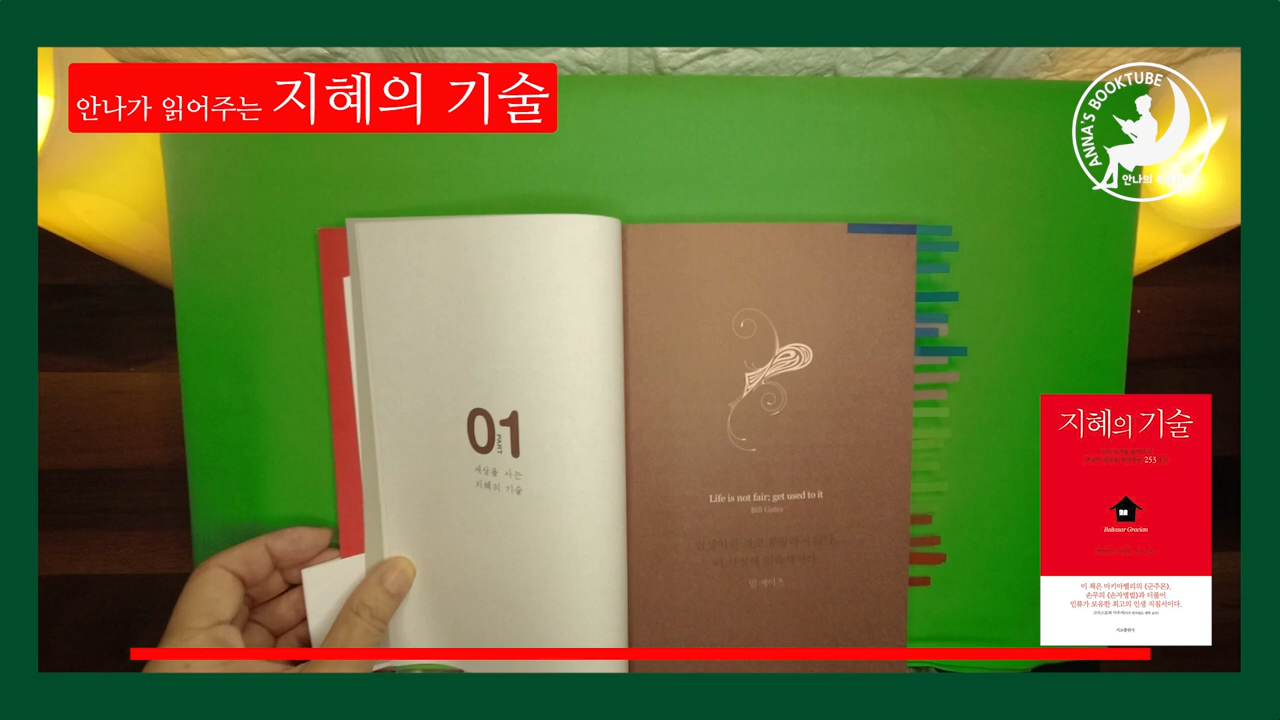 안나가 읽어주는 지혜의 기술
ANNA'S BOOKTUBE
안나의
01
PART
세상을 사는
지혜의 기술
Life is not fair; get used to it
Bill Gates
빌 게이츠
지혜의 기술
253
Baltasar Gracian
이 책은 마키아벨리의 《군주론》,
손무의 《손자병법》과 더불어
인류가 보유한 최고의 인생 지침서이다.